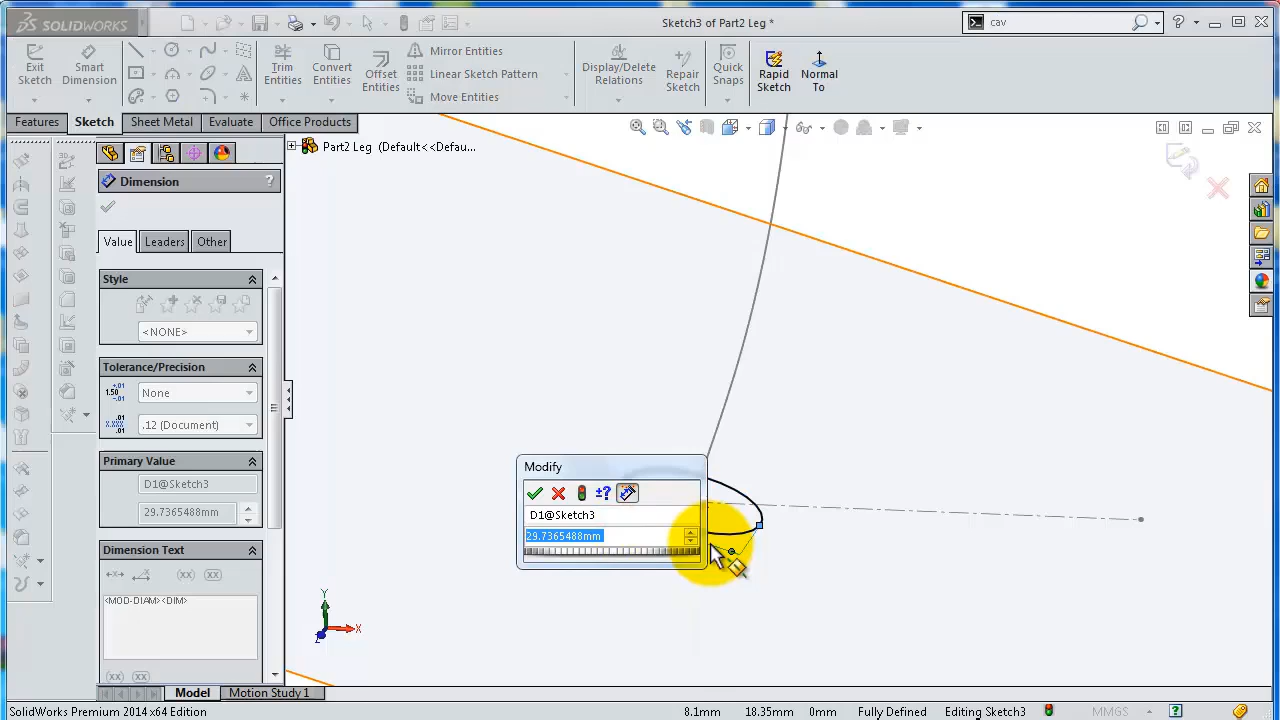 SOLIDWORKS
Sketch3 of Part2 Leg *
cav
Exit Sketch
Smart Dimension
Trim Entities
Convert Entities
Offset Entities
Mirror Entities
Linear Sketch Pattern
Move Entities
Display/Delete Relations
Repair Sketch
Quick Snaps
Rapid Sketch
Normal To
Features
Sketch
Sheet Metal
Evaluate
Office Products
Part2 Leg (Default<<Defau...
Dimension
?
Value
Leaders
Other
Style
<NONE>
Tolerance/Precision
1.50
None
.12 (Document)
Primary Value
D1@Sketch3
29.7365488mm
Dimension Text
(xx)
<MOD-DIAM><DIM>
(xx)
Modify
±?
D1@Sketch3
29.7365488mm
Y
X
Z
Model
Motion Study 1
SolidWorks Premium 2014 x64 Edition
8.1mm
18.35mm
0mm
Fully Defined
Editing Sketch3
MMGS
?